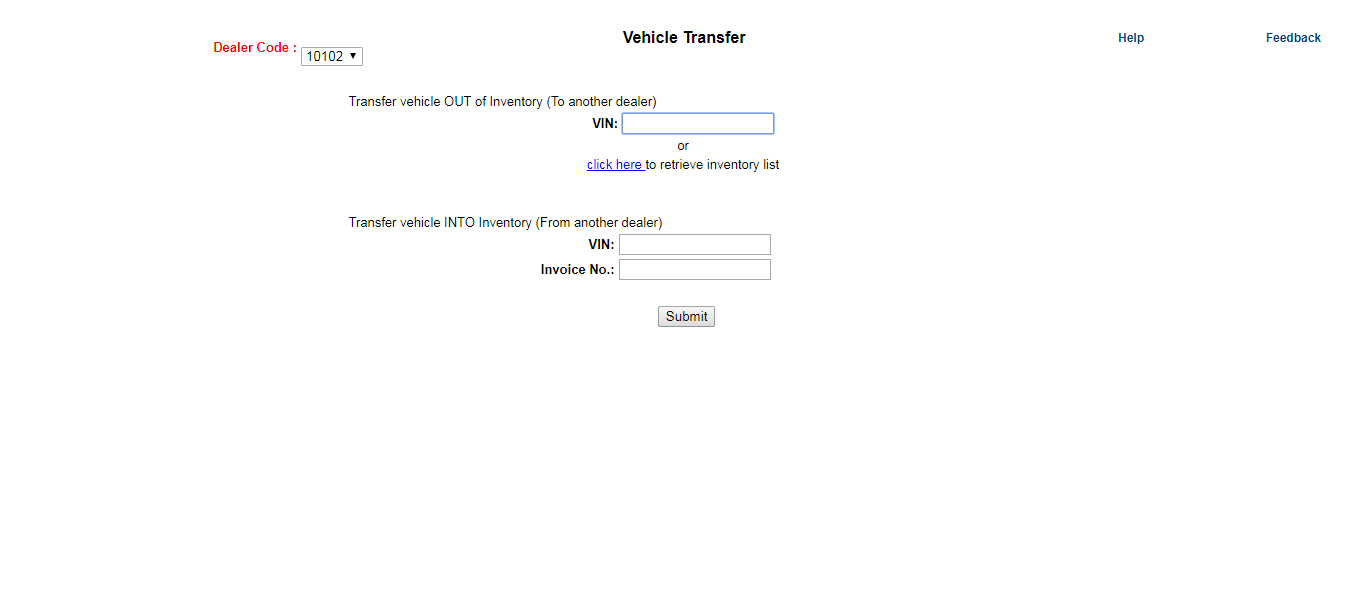 Vehicle Transfer
Help
Feedback
Dealer Code :
10102
Transfer vehicle OUT of Inventory (To another dealer)
VIN:
or
click here to retrieve inventory list
Transfer vehicle INTO Inventory (From another dealer)
VIN:
Invoice No.:
Submit